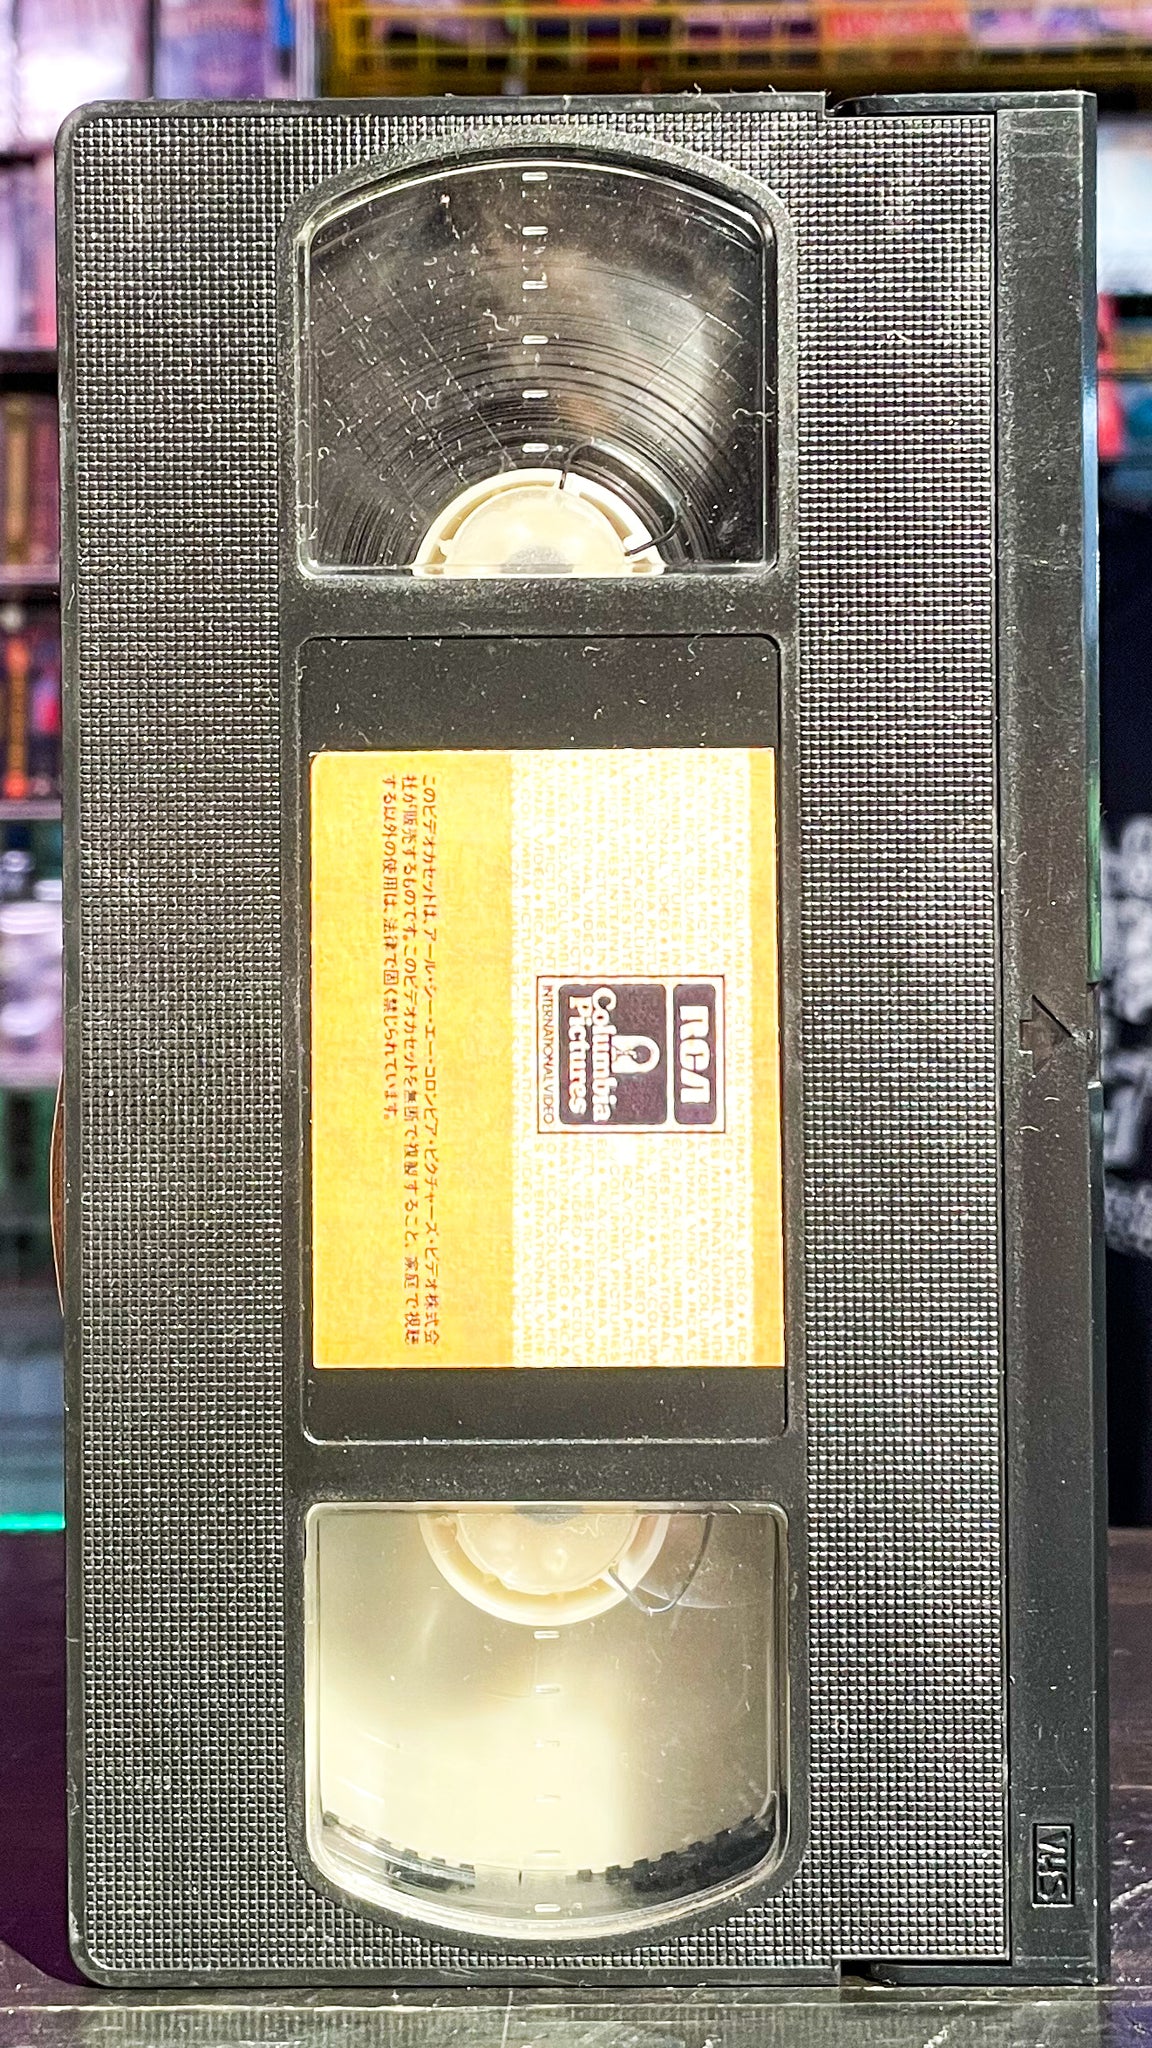 RCA
Columbia
Pictures
INTERNATIONAL VIDEO
このビデオカセットは、アール・シー・エー・コロンビア・ピクチャーズ・ビデオ株式会
社が販売するものです。このビデオカセットを無断で複製すること、家庭で視聴
する以外の使用は、法律で固く禁じられています。
VHS